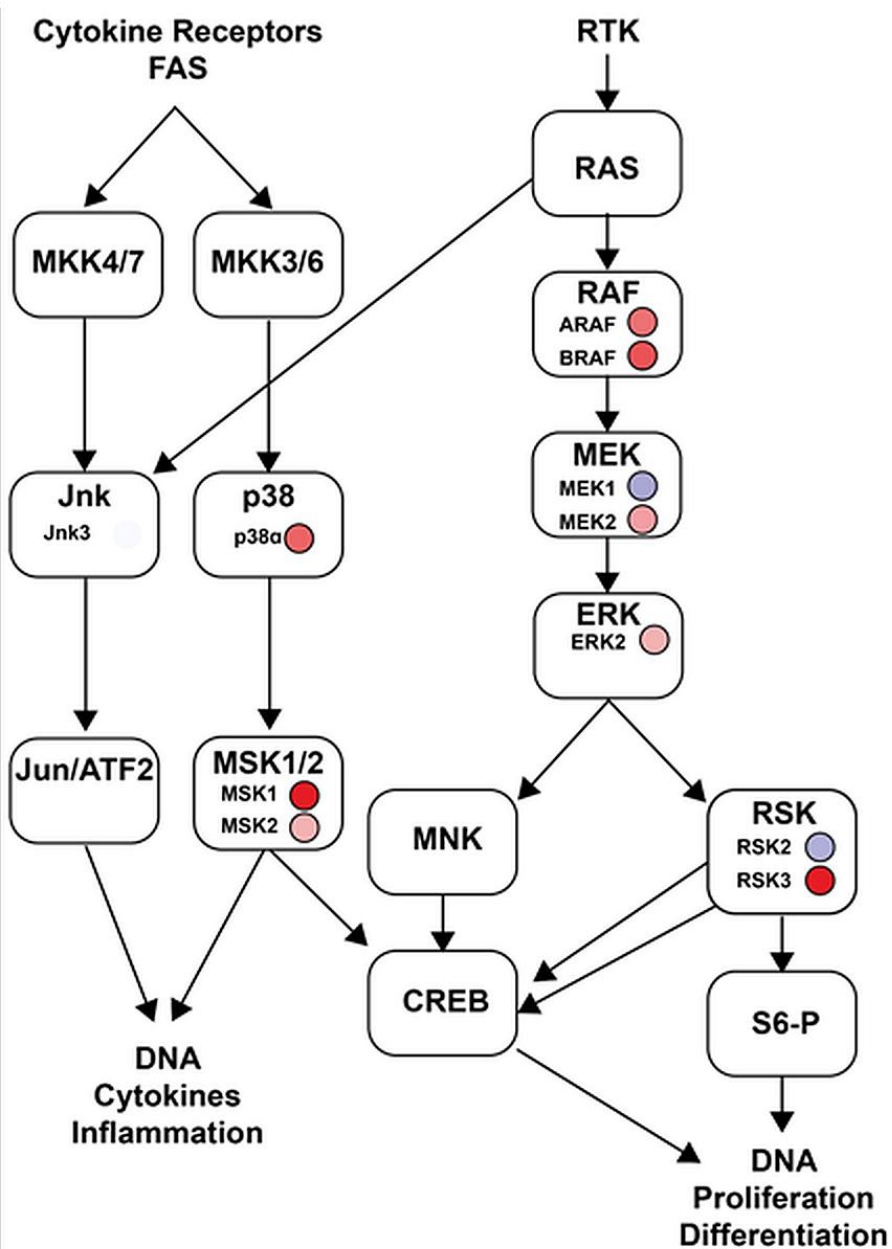 Cytokine Receptors
FAS
RTK
RAS
MKK4/7
MKK3/6
RAF
ARAF
BRAF
MEK
MEK1
MEK2
Jnk
Jnk3
p38
p38α
ERK
ERK2
Jun/ATF2
MSK1/2
MSK1
MSK2
MNK
RSK
RSK2
RSK3
CREB
S6-P
DNA
Cytokines
Inflammation
DNA
Proliferation
Differentiation